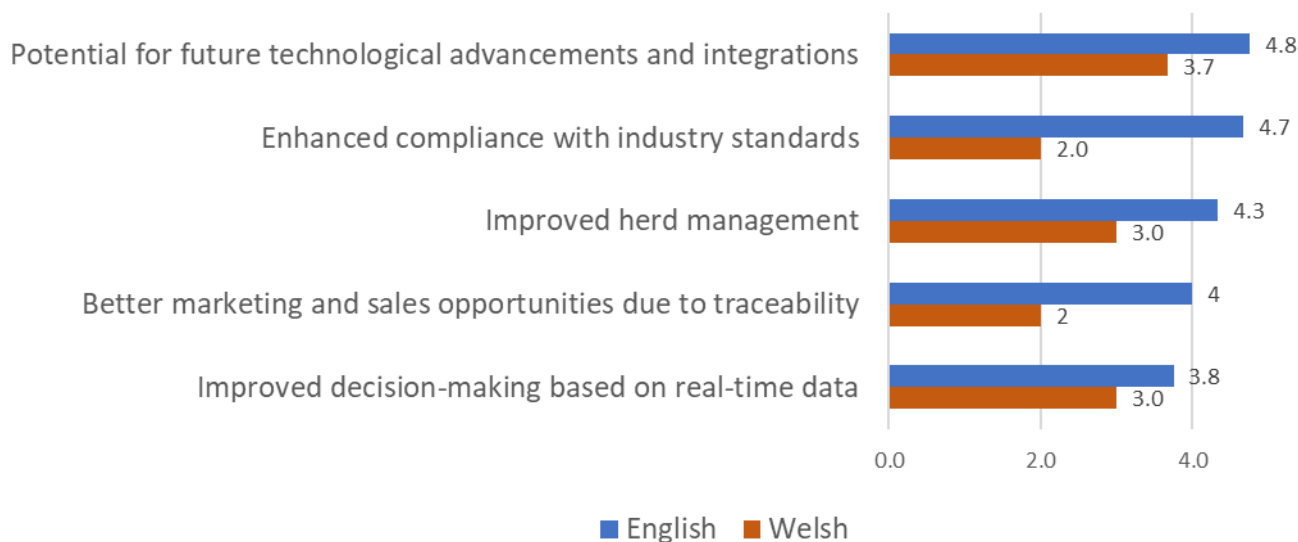 Potential for future technological advancements and integrations
4.8
3.7
Enhanced compliance with industry standards
4.7
2.0
Improved herd management
4.3
3.0
Better marketing and sales opportunities due to traceability
4
2
Improved decision-making based on real-time data
3.8
3.0
0.0 2.0 4.0
English Welsh